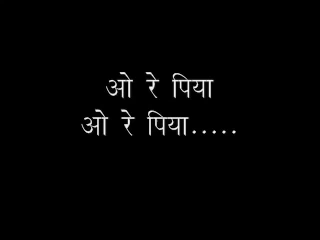 ओ रे पिया
ओ रे पिया.....